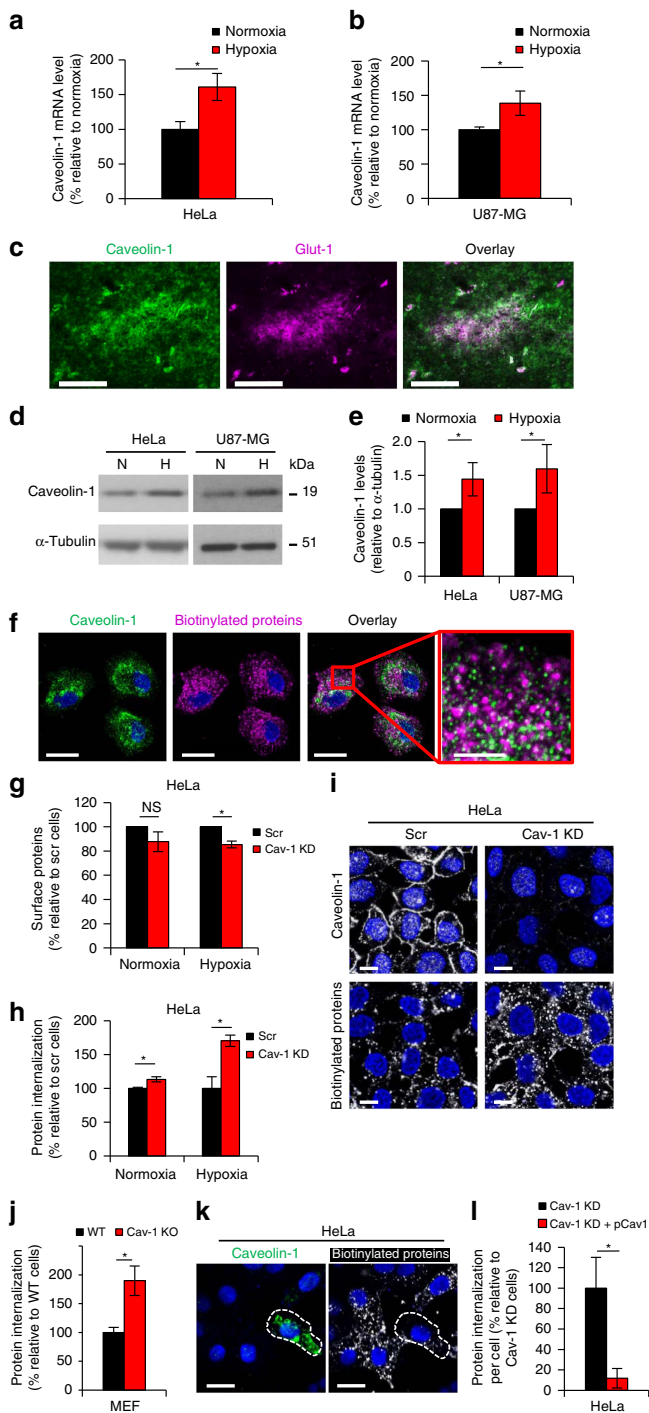 a
Normoxia
Hypoxia
Caveolin-1 mRNA level
(% relative to normoxia)
200
150
100
50
0
*
HeLa
b
Normoxia
Hypoxia
Caveolin-1 mRNA level
(% relative to normoxia)
200
150
100
50
0
*
U87-MG
c
Caveolin-1
Glut-1
Overlay
d
HeLa
U87-MG
N
H
N
H
kDa
Caveolin-1
19
α-Tubulin
51
e
Normoxia
Hypoxia
Caveolin-1 levels
(relative to α-tubulin)
2.0
1.5
1.0
0.5
0
*
*
HeLa
U87-MG
f
Caveolin-1
Biotinylated proteins
Overlay
g
HeLa
Surface proteins
(% relative to scr cells)
120
100
80
60
40
20
0
NS
*
Scr
Cav-1 KD
Normoxia
Hypoxia
h
HeLa
Protein internalization
(% relative to scr cells)
200
150
100
50
0
*
*
Scr
Cav-1 KD
Normoxia
Hypoxia
i
HeLa
Scr
Cav-1 KD
Caveolin-1
Biotinylated proteins
j
WT
Cav-1 KO
Protein internalization
(% relative to WT cells)
200
150
100
50
0
*
MEF
k
HeLa
Caveolin-1
Biotinylated proteins
l
Cav-1 KD
Cav-1 KD + pCav1
Protein internalization
per cell (% relative to
Cav-1 KD cells)
140
120
100
80
60
40
20
0
*
HeLa